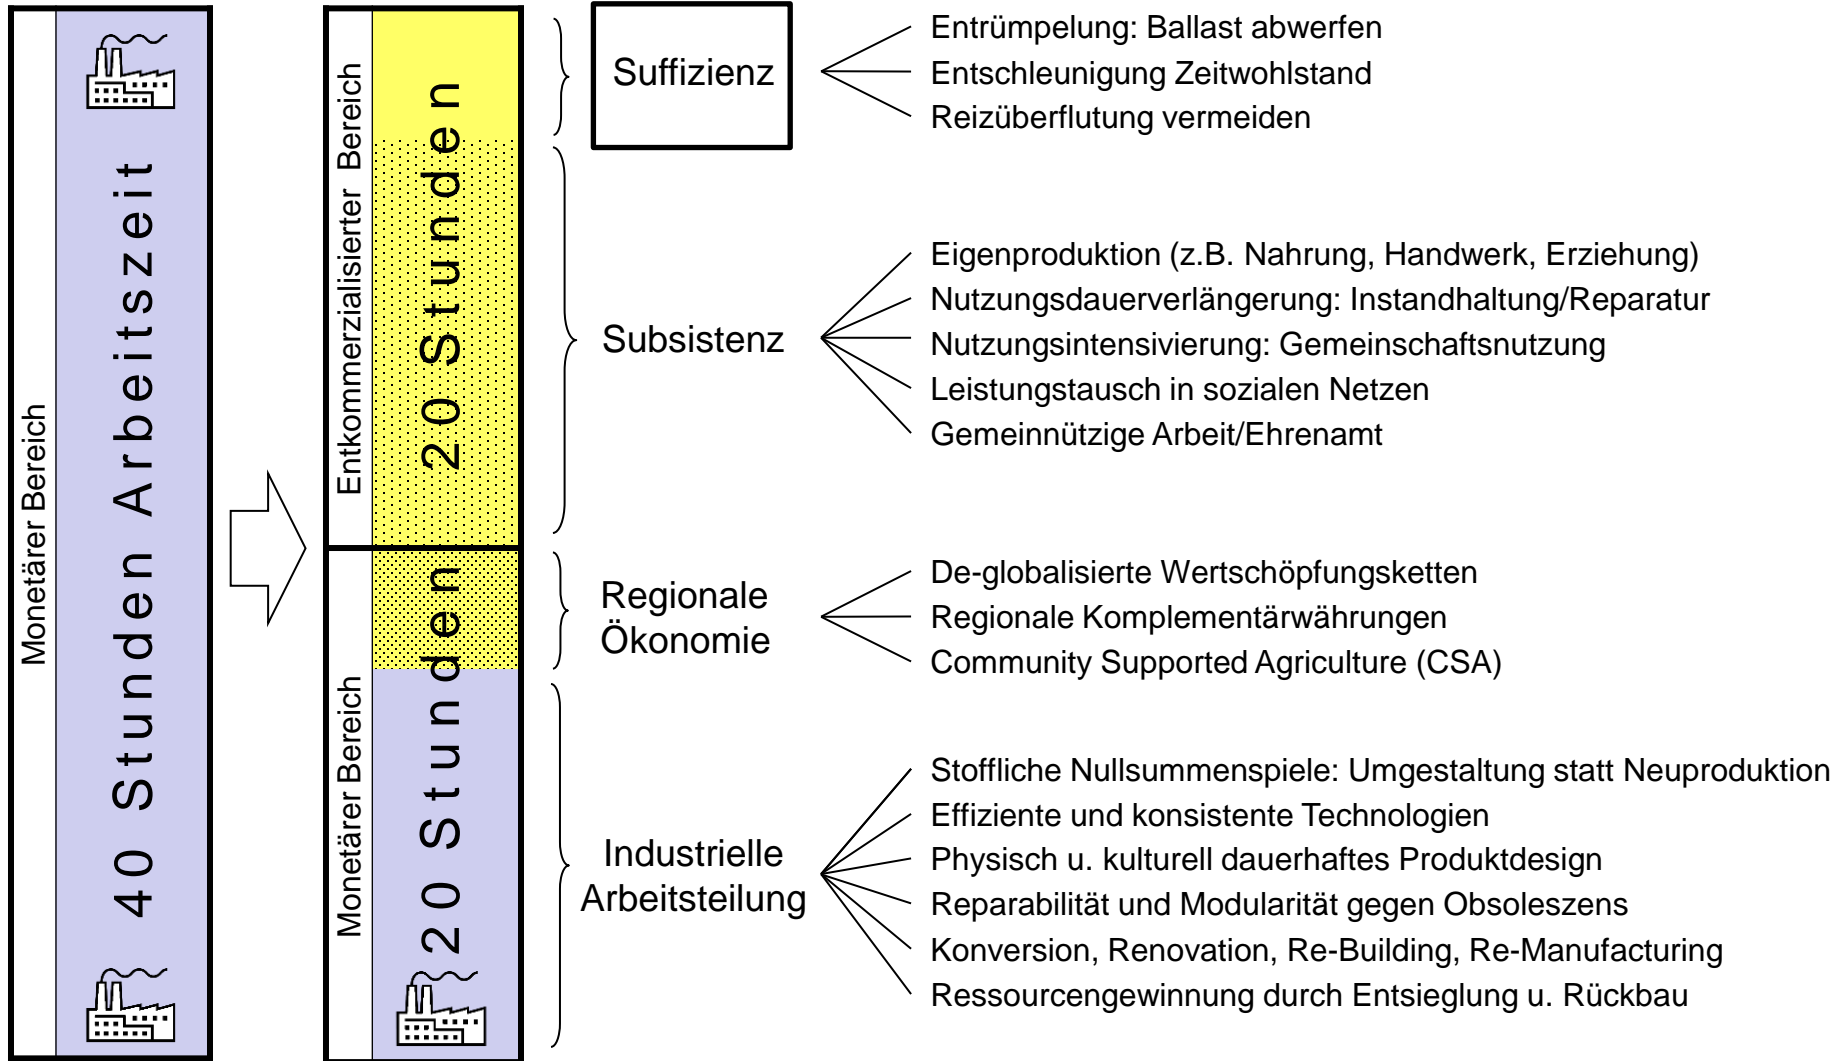 Monetärer Bereich
40 Stunden Arbeitszeit
Entkommerzialisierter Bereich
20 Stunden
Monetärer Bereich
20 Stunden
Suffizienz
Entrümpelung: Ballast abwerfen
Entschleunigung Zeitwohlstand
Reizüberflutung vermeiden
Subsistenz
Eigenproduktion (z.B. Nahrung, Handwerk, Erziehung)
Nutzungsdauerverlängerung: Instandhaltung/Reparatur
Nutzungsintensivierung: Gemeinschaftsnutzung
Leistungstausch in sozialen Netzen
Gemeinnützige Arbeit/Ehrenamt
Regionale
Ökonomie
De-globalisierte Wertschöpfungsketten
Regionale Komplementärwährungen
Community Supported Agriculture (CSA)
Industrielle
Arbeitsteilung
Stoffliche Nullsummenspiele: Umgestaltung statt Neuproduktion
Effiziente und konsistente Technologien
Physisch u. kulturell dauerhaftes Produktdesign
Reparabilität und Modularität gegen Obsoleszens
Konversion, Renovation, Re-Building, Re-Manufacturing
Ressourcengewinnung durch Entsieglung u. Rückbau